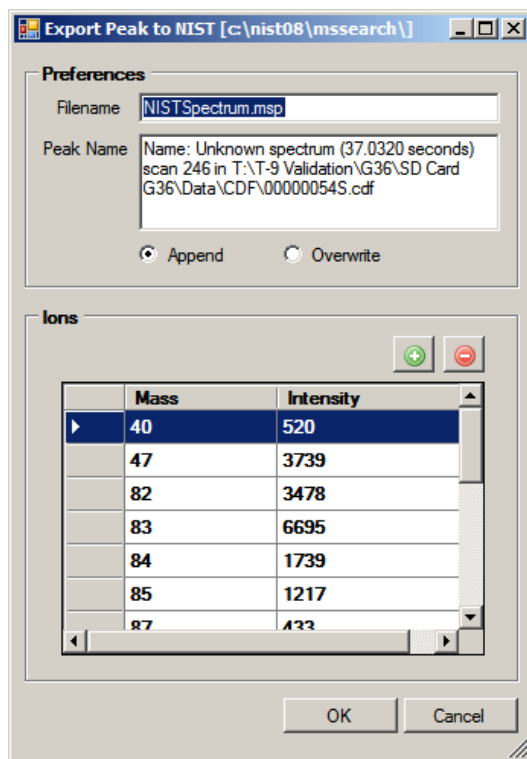 Export Peak to NIST [c:\nist08\mssearch\]
Preferences
Filename NISTSpectrum.msp
Peak Name Name: Unknown spectrum (37.0320 seconds)
scan 246 in T:\T-9 Validation\G36\SD Card
G36\Data\CDF\00000054S.cdf
Append Overwrite
Ions
Mass Intensity
40 520
47 3739
82 3478
83 6695
84 1739
85 1217
87 433
OK Cancel